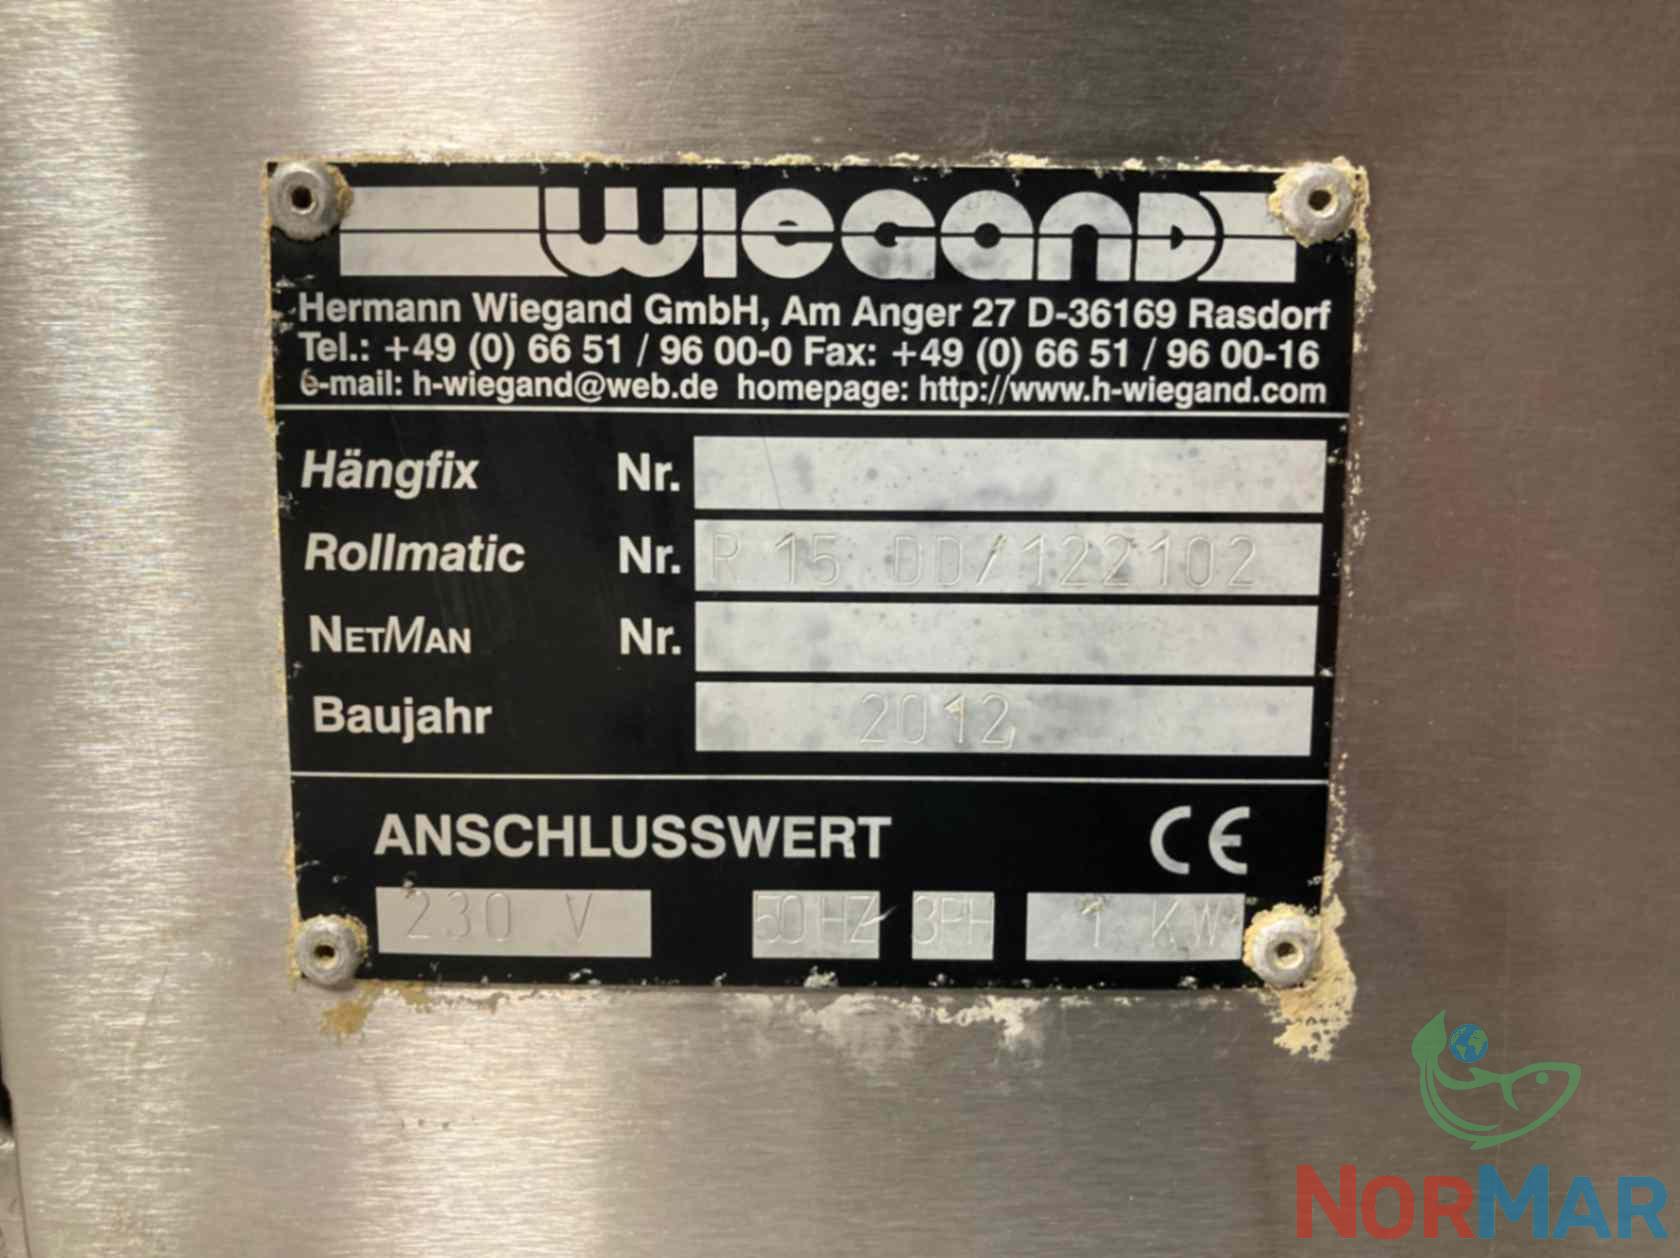 WIEGAND
Hermann Wiegand GmbH, Am Anger 27 D-36169 Rasdorf
Tel.: +49 (0) 66 51 / 96 00-0 Fax: +49 (0) 66 51 / 96 00-16
e-mail: h-wiegand@web.de homepage: http://www.h-wiegand.com
Hängfix Nr.
Rollmatic Nr. R 15 DD/122102
NETMAN Nr.
Baujahr 2012
ANSCHLUSSWERT CE
230 V 50HZ 3PH 1 KW
NORMAR